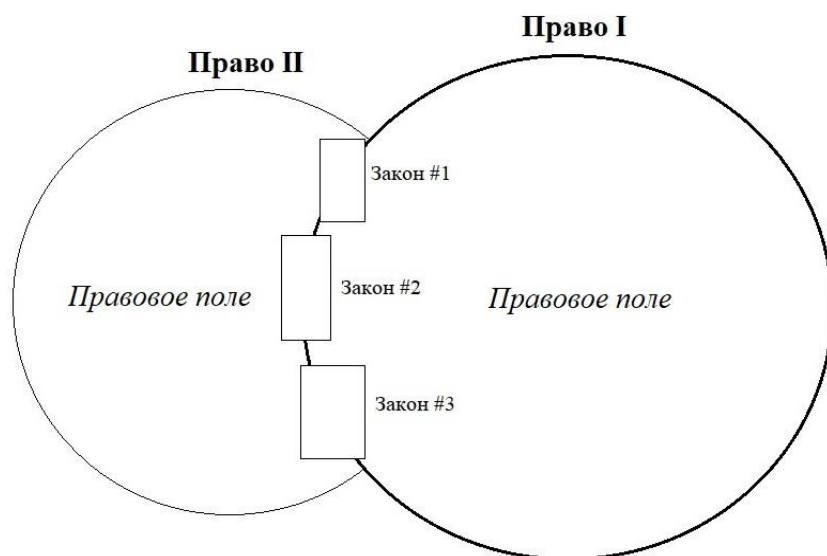 Право I
Право II
Закон #1
Правовое поле
Закон #2
Правовое поле
Закон #3